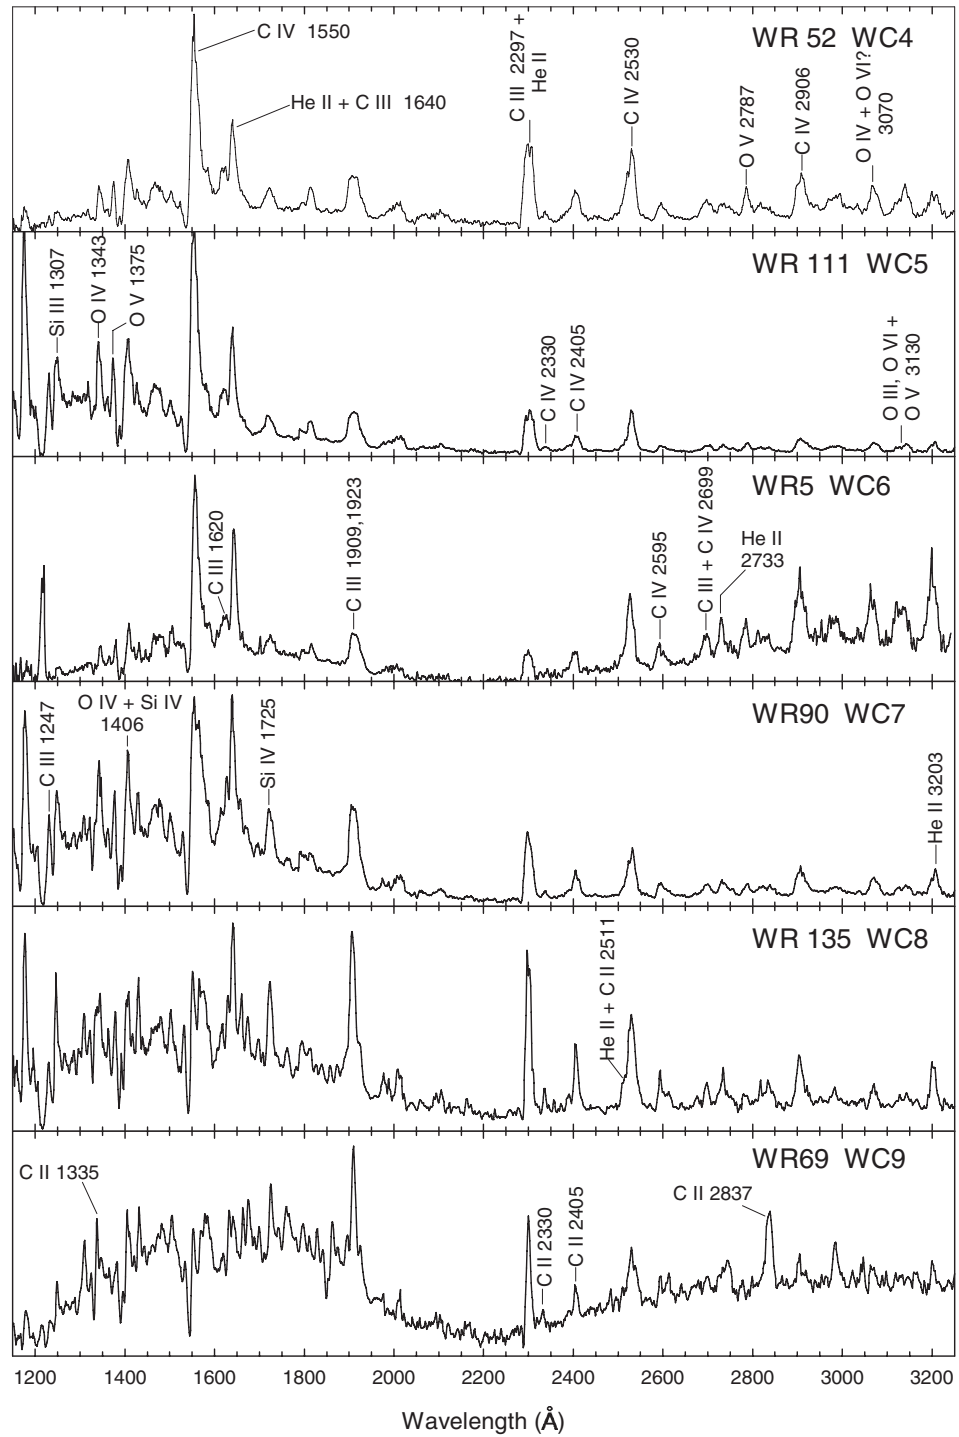 C IV 1550
He II + C III 1640
C III 2297 +
He II
C IV 2530
O V 2787
C IV 2906
O IV + O VI?
3070
WR 52 WC4
Si III 1307
O IV 1343
O V 1375
C IV 2330
C IV 2405
O III, O VI +
O V 3130
WR 111 WC5
C III 1620
C III 1909,1923
C IV 2595
C III + C IV 2699
He II
2733
WR5 WC6
C III 1247
O IV + Si IV
1406
Si IV 1725
He II 3203
WR90 WC7
He II + C II 2511
WR 135 WC8
C II 1335
C II 2330
C II 2405
C II 2837
WR69 WC9
1200 1400 1600 1800 2000 2200 2400 2600 2800 3000 3200
Wavelength (Å)